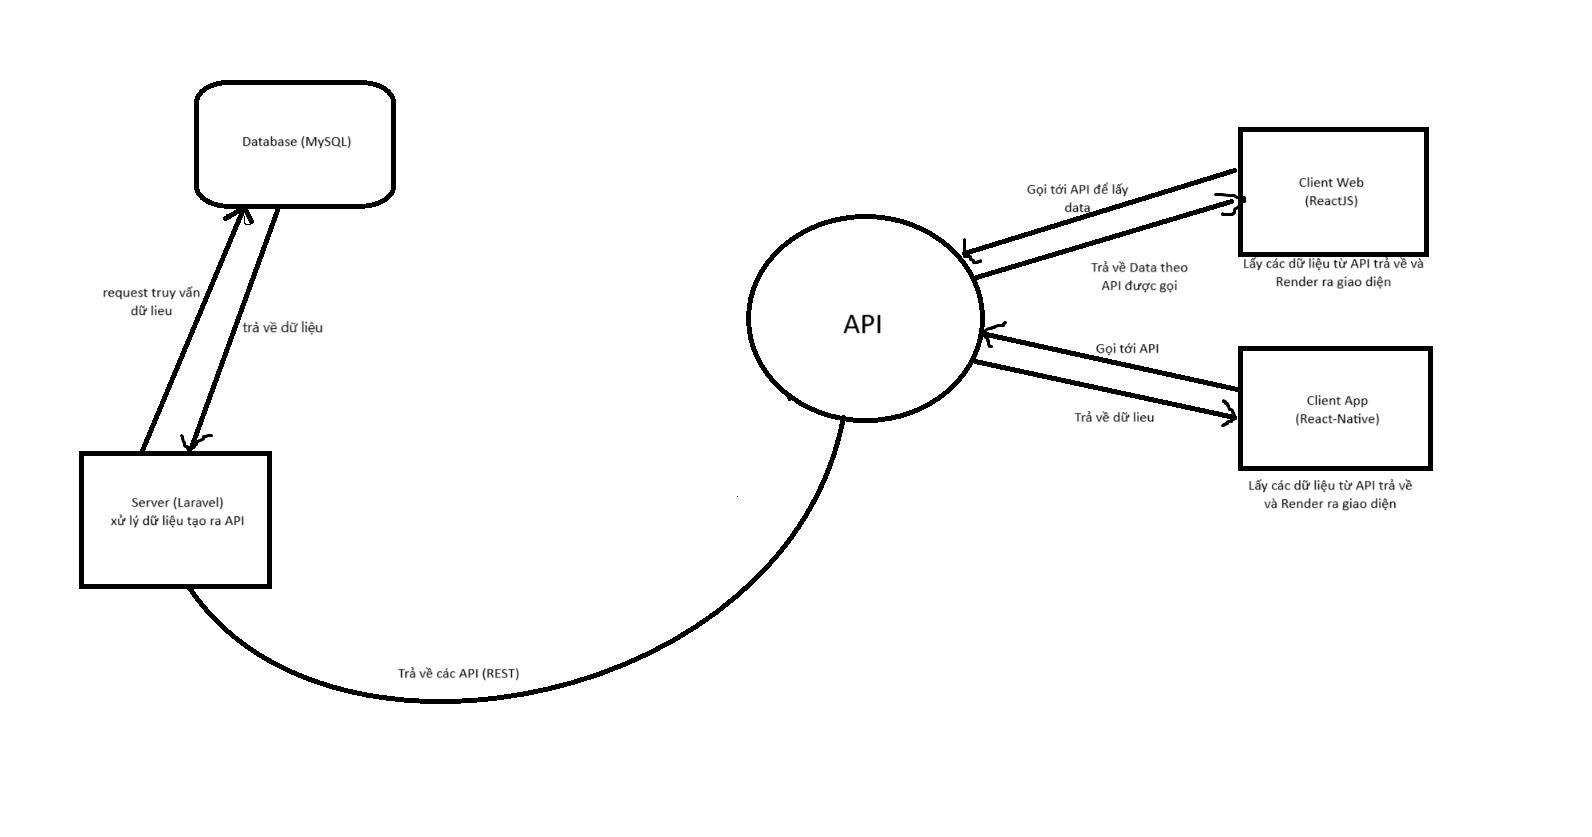 Database (MySQL)
request truy vấn
dữ lieu
trả về dữ liệu
Server (Laravel)
xử lý dữ liệu tạo ra API
Trả về các API (REST)
API
Gọi tới API để lấy
data
Trả về Data theo
API được gọi
Client Web
(ReactJS)
Lấy các dữ liệu từ API trả về và
Render ra giao diện
Gọi tới API
Trả về dữ lieu
Client App
(React-Native)
Lấy các dữ liệu từ API trả về
và Render ra giao diện